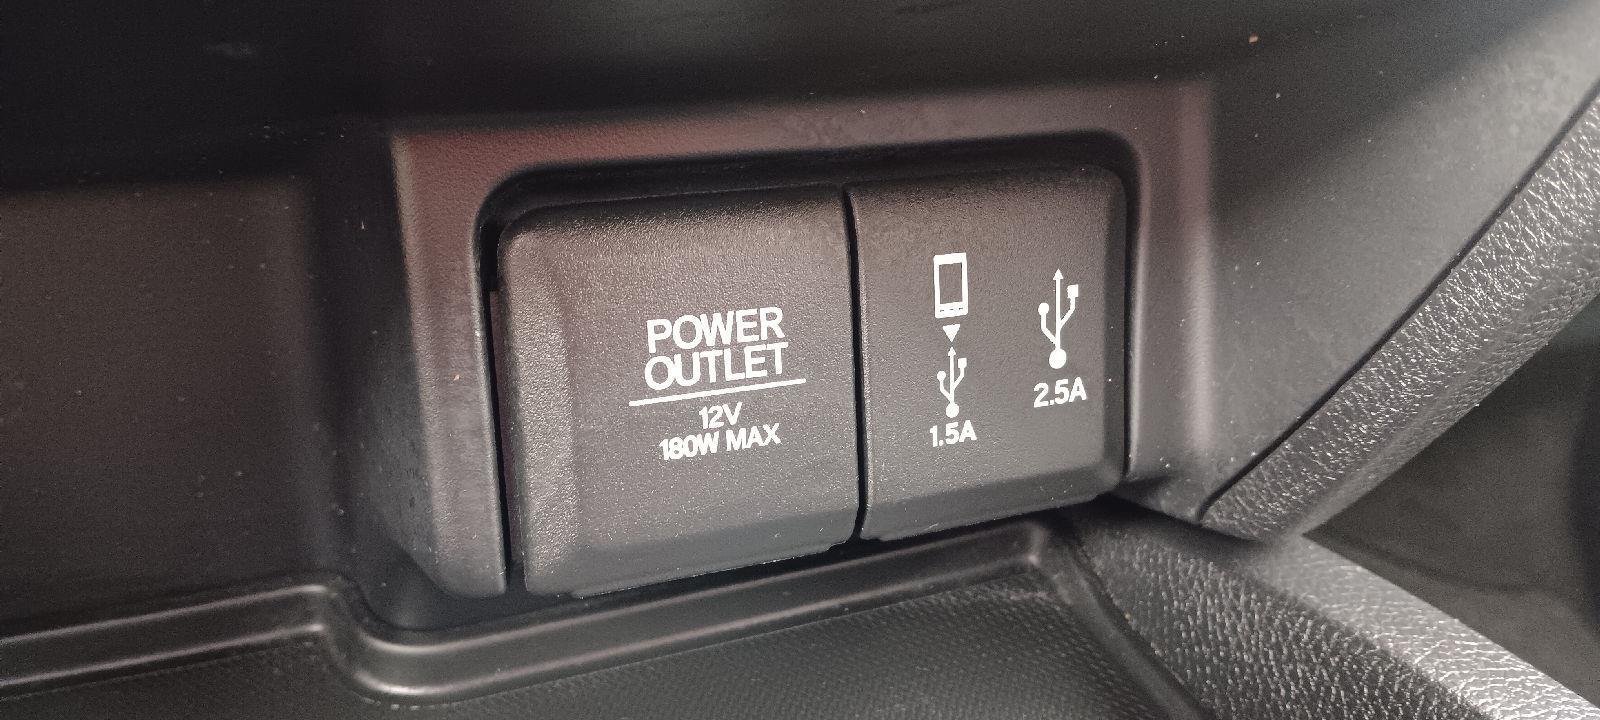 POWER
OUTLET
12V
180W MAX
1.5A
2.5A